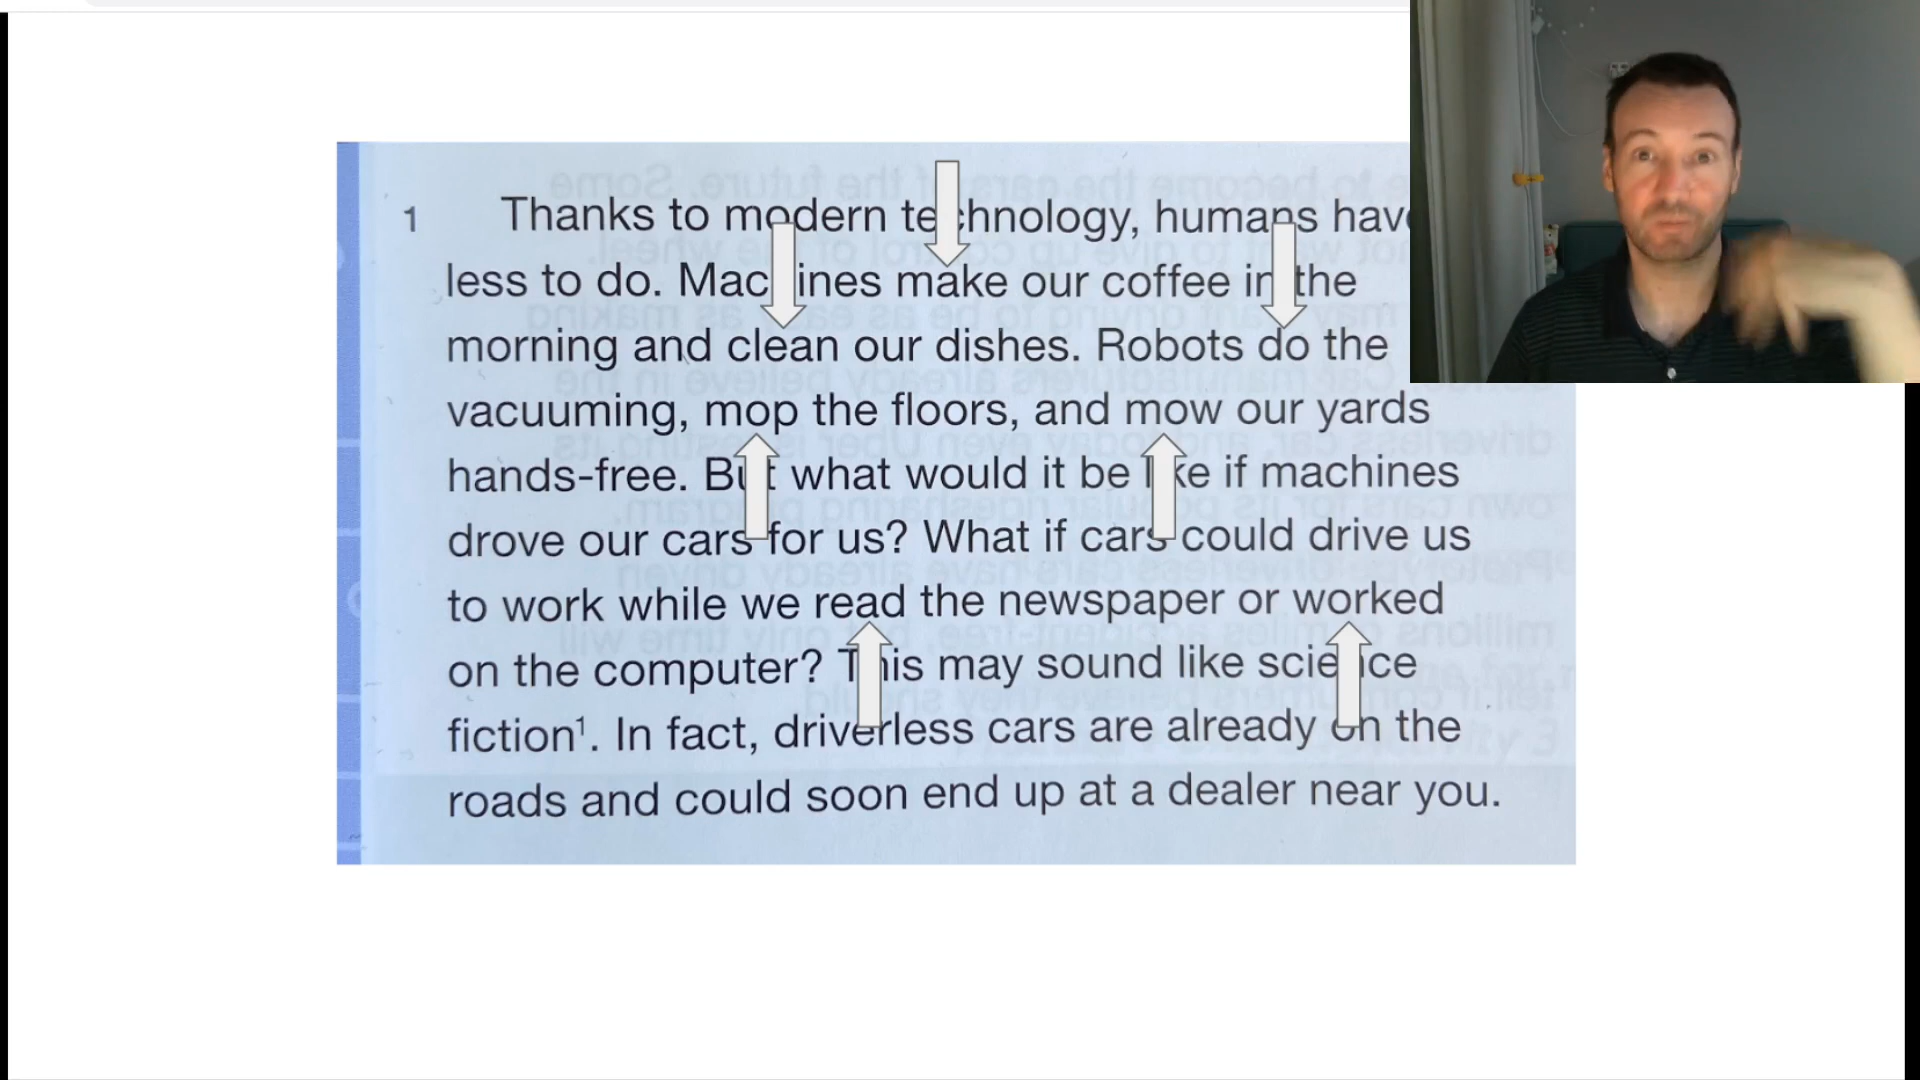 1 Thanks to modern technology, humans have
less to do. Machines make our coffee in the
morning and clean our dishes. Robots do the
vacuuming, mop the floors, and mow our yards
hands-free. But what would it be like if machines
drove our cars for us? What if cars could drive us
to work while we read the newspaper or worked
on the computer? This may sound like science
fiction¹. In fact, driverless cars are already on the
roads and could soon end up at a dealer near you.